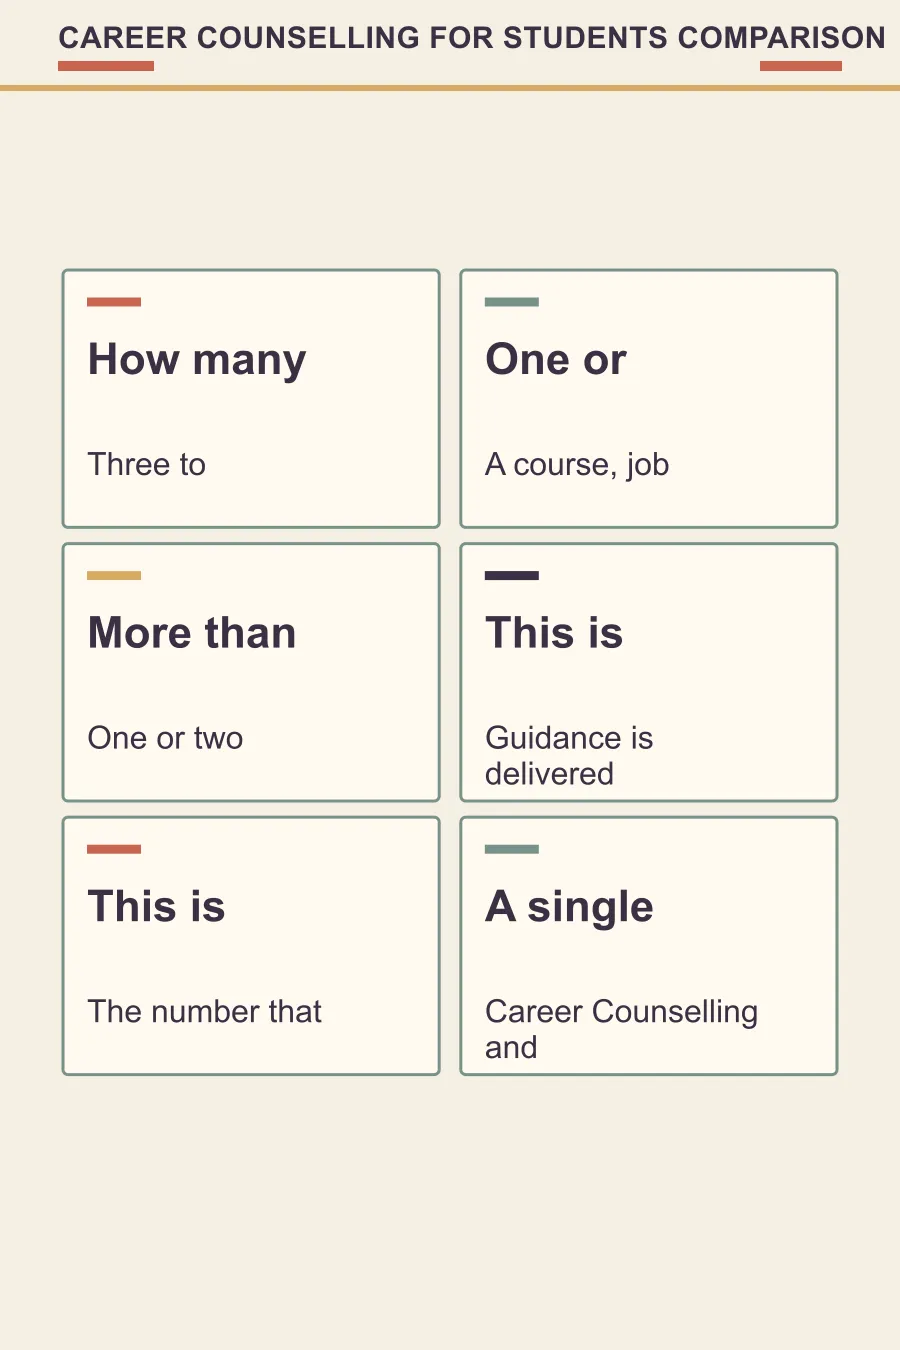 CAREER COUNSELLING FOR STUDENTS COMPARISON
How many
Three to
One or
A course, job
More than
One or two
This is
Guidance is
delivered
This is
The number that
A single
Career Counselling
and